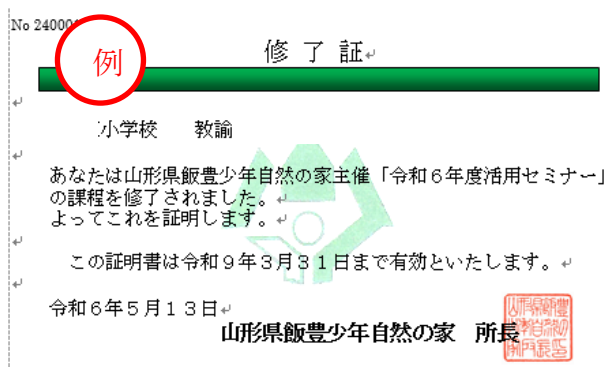 No 24000
例
修 了 証
小学校　教諭
あなたは山形県飯豊少年自然の家主催「令和６年度活用セミナー」
の課程を修了されました。
よってこれを証明します。
この証明書は令和９年３月３１日まで有効といたします。
令和６年５月１３日
山形県飯豊少年自然の家　所長